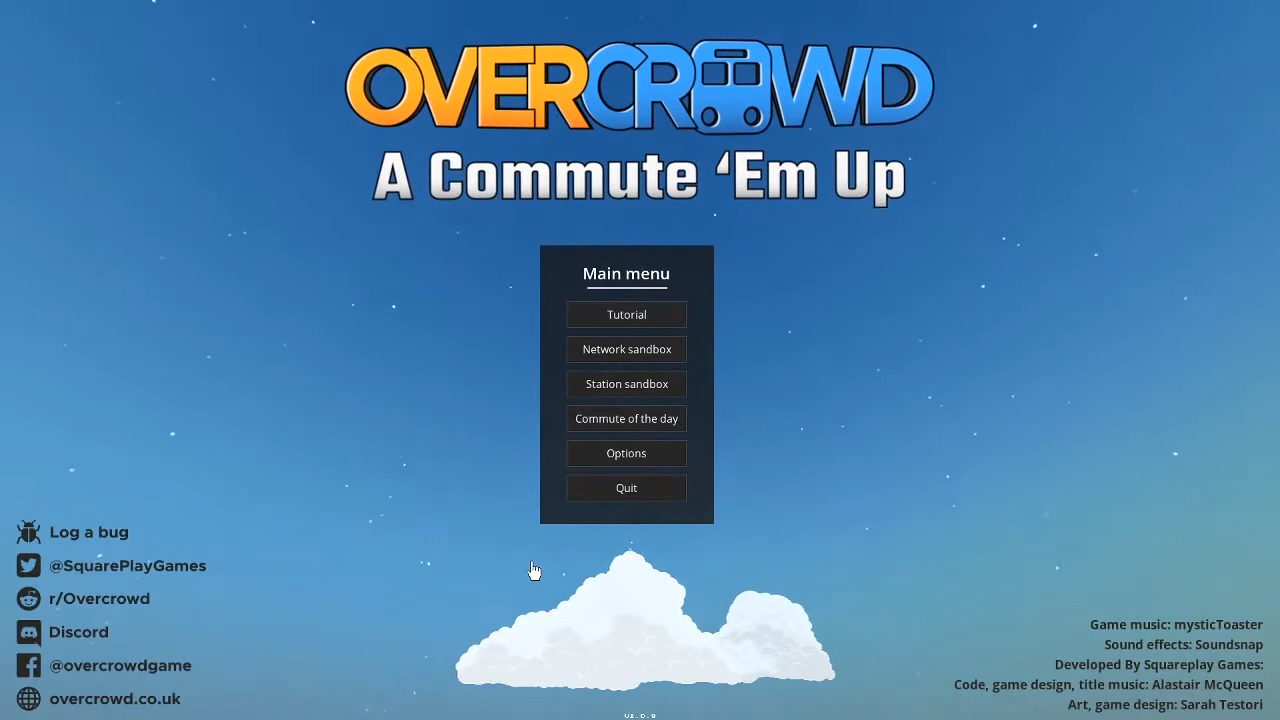 OVERCROWD
A Commute ‘Em Up
Main menu
Tutorial
Network sandbox
Station sandbox
Commute of the day
Options
Quit
Log a bug
@SquarePlayGames
r/Overcrowd
Discord
@overcrowdgame
overcrowd.co.uk
Game music: mysticToaster
Sound effects: Soundsnap
Developed By Squareplay Games:
Code, game design, title music: Alastair McQueen
Art, game design: Sarah Testori